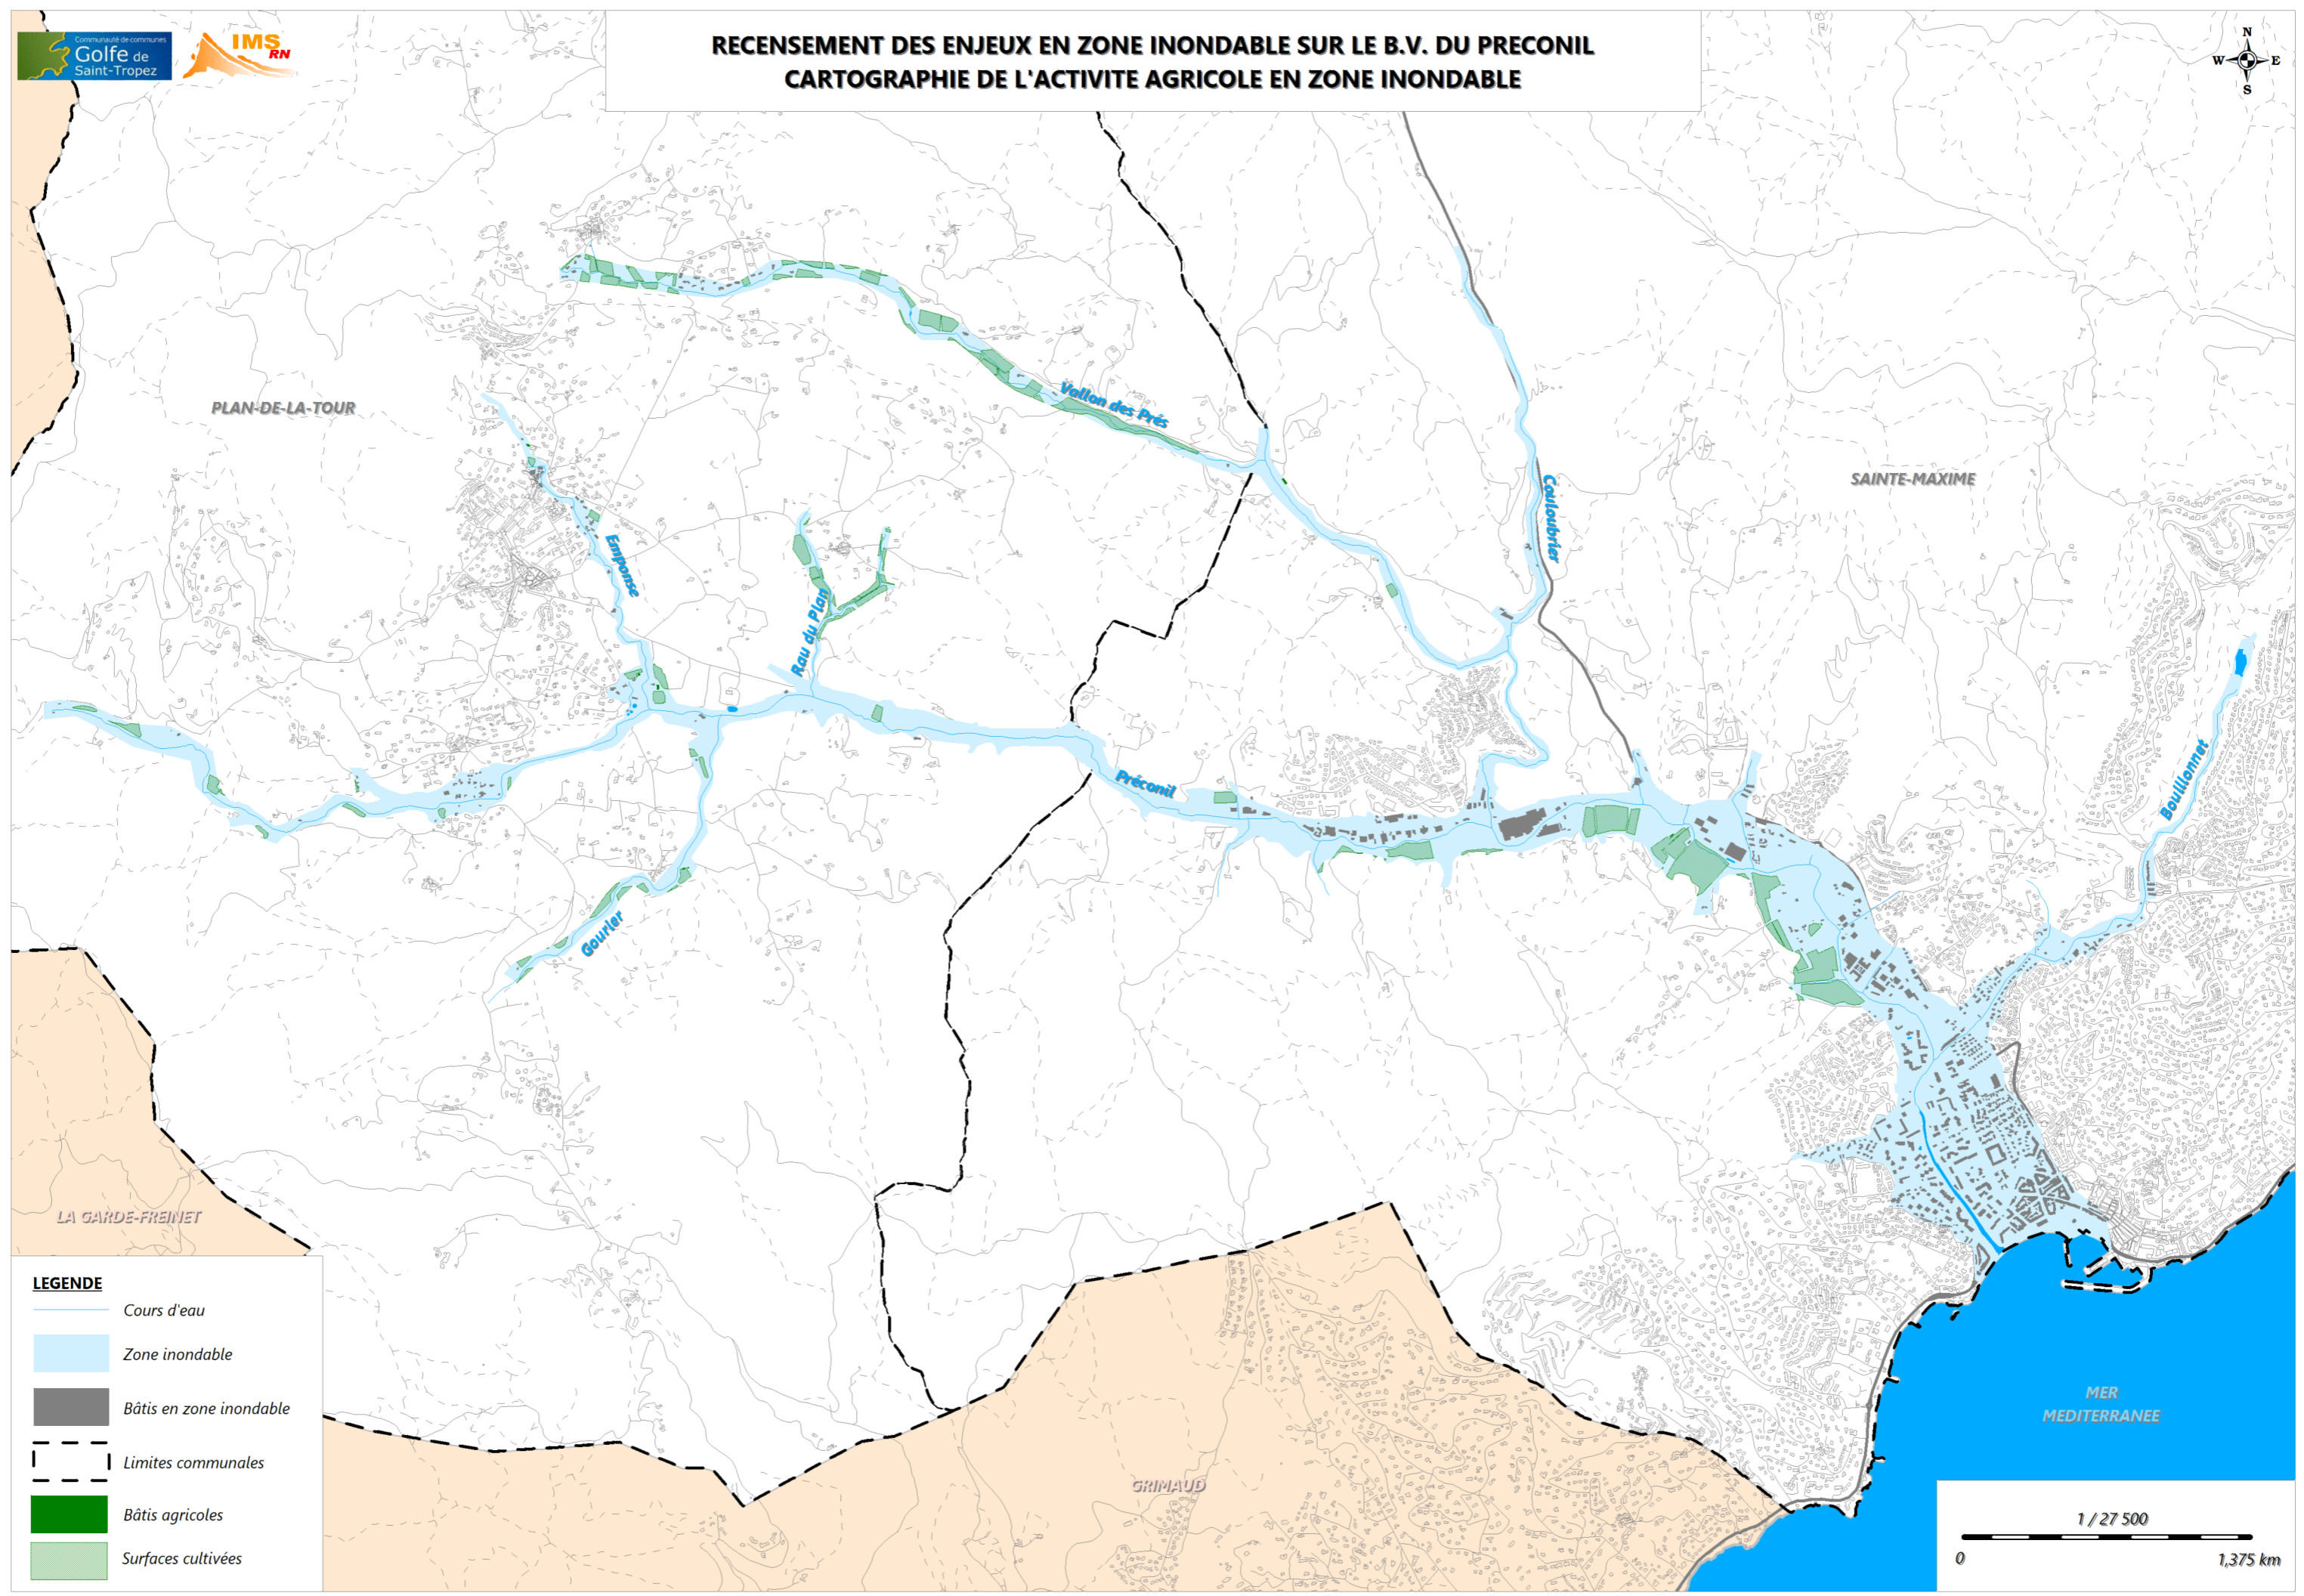 Communauté de communes
Golfe de
Saint-Tropez
IMS
RN
RECENSEMENT DES ENJEUX EN ZONE INONDABLE SUR LE B.V. DU PRECONIL
CARTOGRAPHIE DE L'ACTIVITE AGRICOLE EN ZONE INONDABLE
N
W
E
S
Vallon des Prés
PLAN-DE-LA-TOUR
SAINTE-MAXIME
Couloubrier
Emponse
Rau du Plan
Bouillonnet
Préconil
Gourier
LA GARDE-FREINET
GRIMAUD
MER
MEDITERRANEE
LEGENDE
Cours d'eau
Zone inondable
Bâtis en zone inondable
Limites communales
Bâtis agricoles
Surfaces cultivées
1 / 27 500
0
1,375 km